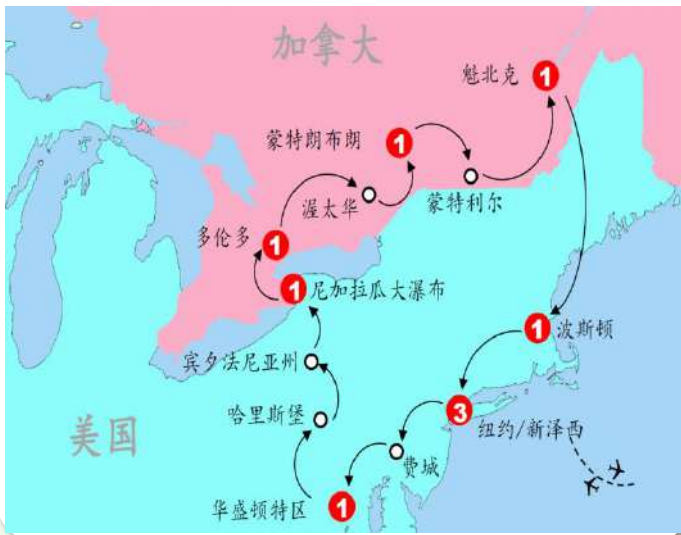 加拿大
魁北克
1
蒙特朗布朗
1
蒙特利尔
渥太华
多伦多
1
1
尼加拉瓜大瀑布
1
波斯顿
宾夕法尼亚州
3
纽约/新泽西
哈里斯堡
美国
费城
华盛顿特区
1